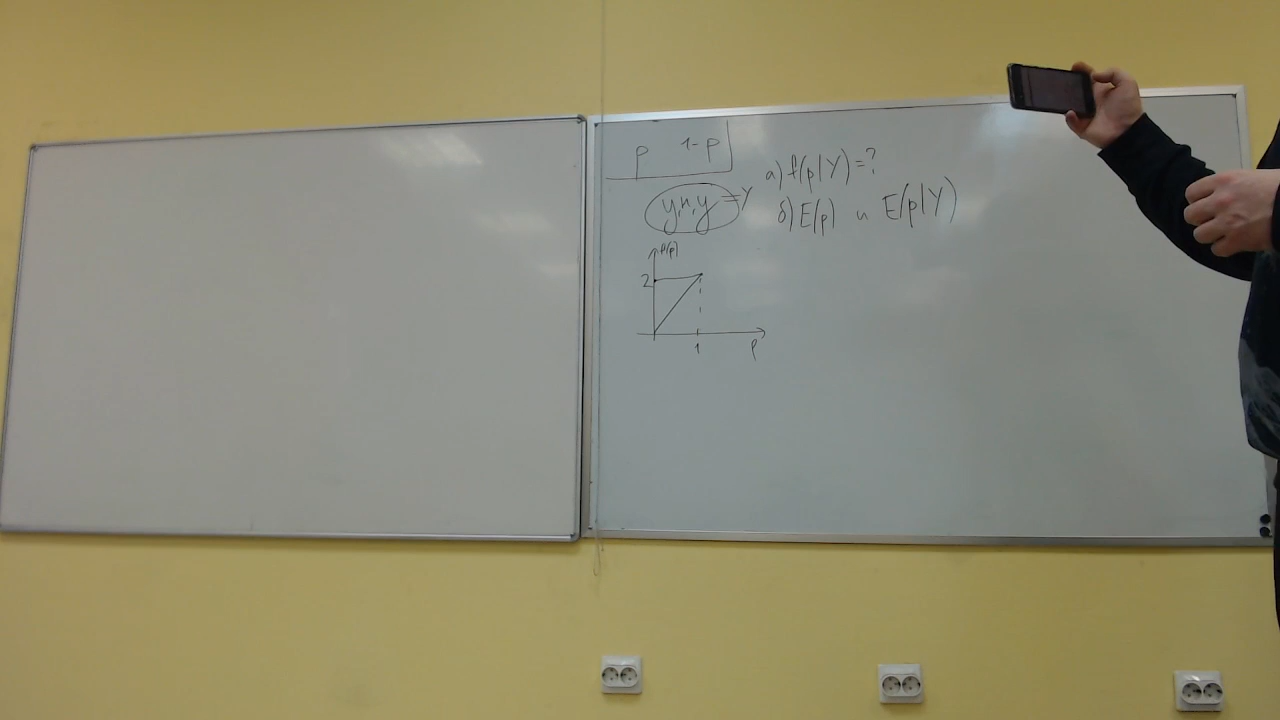 p 1-p
у, н, у = Y
а) f(p|Y)=?
б) E(p) и E(p|Y)
f(p)
2
1
p